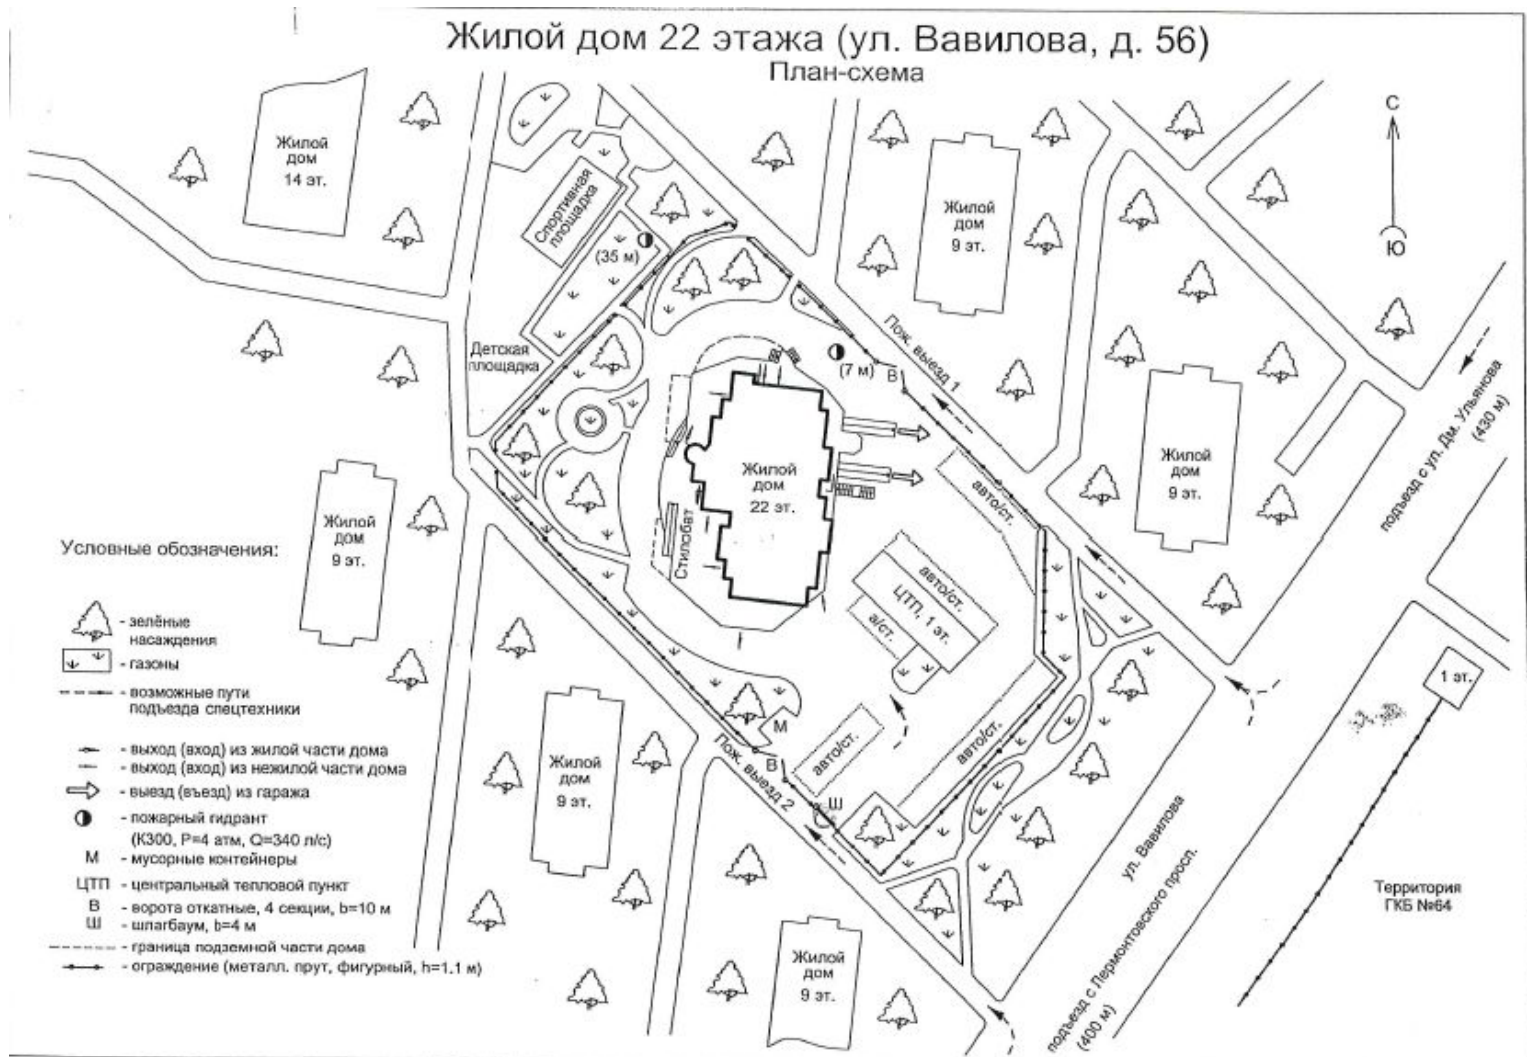 Жилой дом 22 этажа (ул. Вавилова, д. 56)
План-схема
С
Ю
Жилой
дом
14 эт.
Спортивная
площадка
(35 м)
Детская
площадка
Жилой
дом
9 эт.
Пож. выезд 1
(7 м)
В
Жилой
дом
22 эт.
Стилобат
авто/ст.
авто/ст.
ЦТП, 1 эт.
а/ст.
авто/ст.
авто/ст.
М
В
Ш
Пож. выезд 2
Жилой
дом
9 эт.
подъезд с ул. Дм. Ульянова
(430 м)
1 эт.
ул. Вавилова
подъезд с Лермонтовского просп.
(400 м)
Территория
ГКБ №64
Жилой
дом
9 эт.
Жилой
дом
9 эт.
Жилой
дом
9 эт.
Условные обозначения:
- зелёные
насаждения
- газоны
- возможные пути
подъезда спецтехники
- выход (вход) из жилой части дома
- выход (вход) из нежилой части дома
- выезд (въезд) из гаража
- пожарный гидрант
(К300, Р=4 атм, Q=340 л/с)
М - мусорные контейнеры
ЦТП - центральный тепловой пункт
В - ворота откатные, 4 секции, b=10 м
Ш - шлагбаум, b=4 м
- граница подземной части дома
- ограждение (металл. прут, фигурный, h=1.1 м)